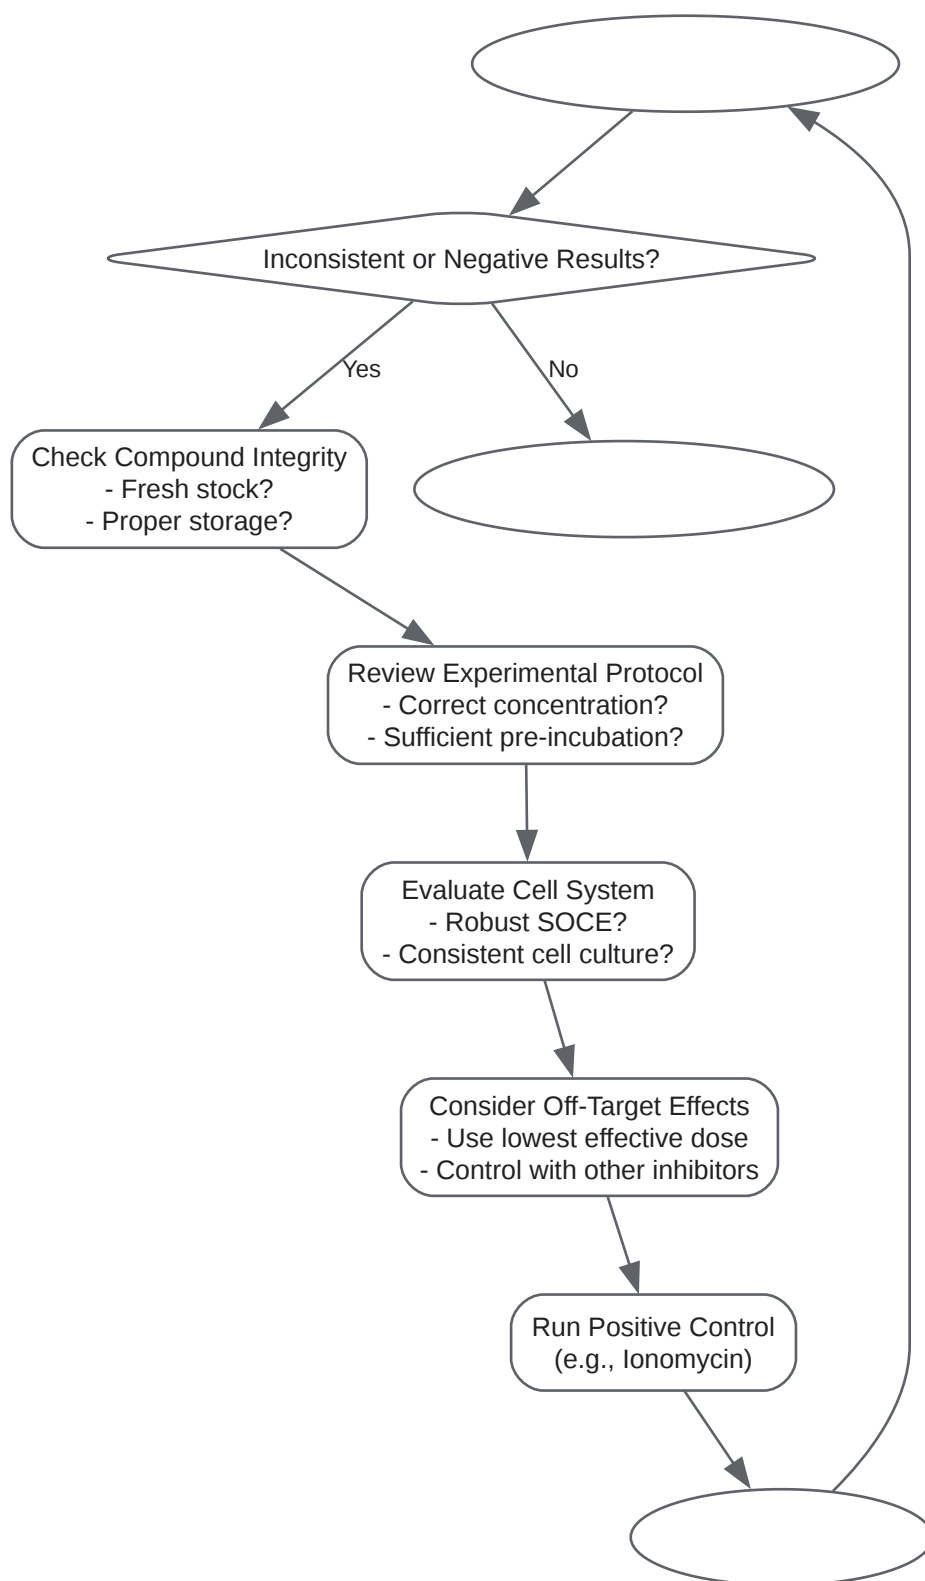 Inconsistent or Negative Results?
Yes
No
Check Compound Integrity
- Fresh stock?
- Proper storage?
Review Experimental Protocol
- Correct concentration?
- Sufficient pre-incubation?
Evaluate Cell System
- Robust SOCE?
- Consistent cell culture?
Consider Off-Target Effects
- Use lowest effective dose
- Control with other inhibitors
Run Positive Control
(e.g., Ionomycin)